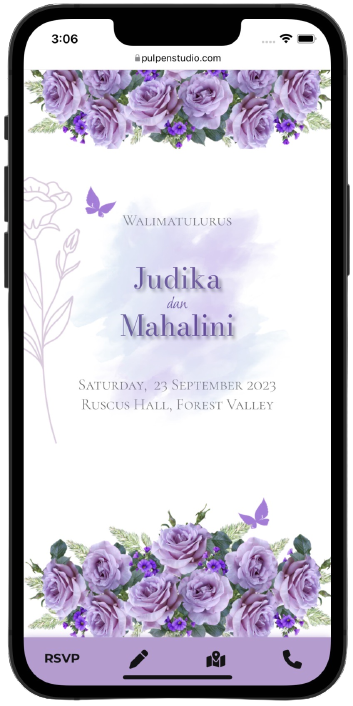 3:06
pulpenstudio.com
Walimatulurus
Judika
dan
Mahalini
Saturday, 23 September 2023
Ruscus Hall, Forest Valley
RSVP